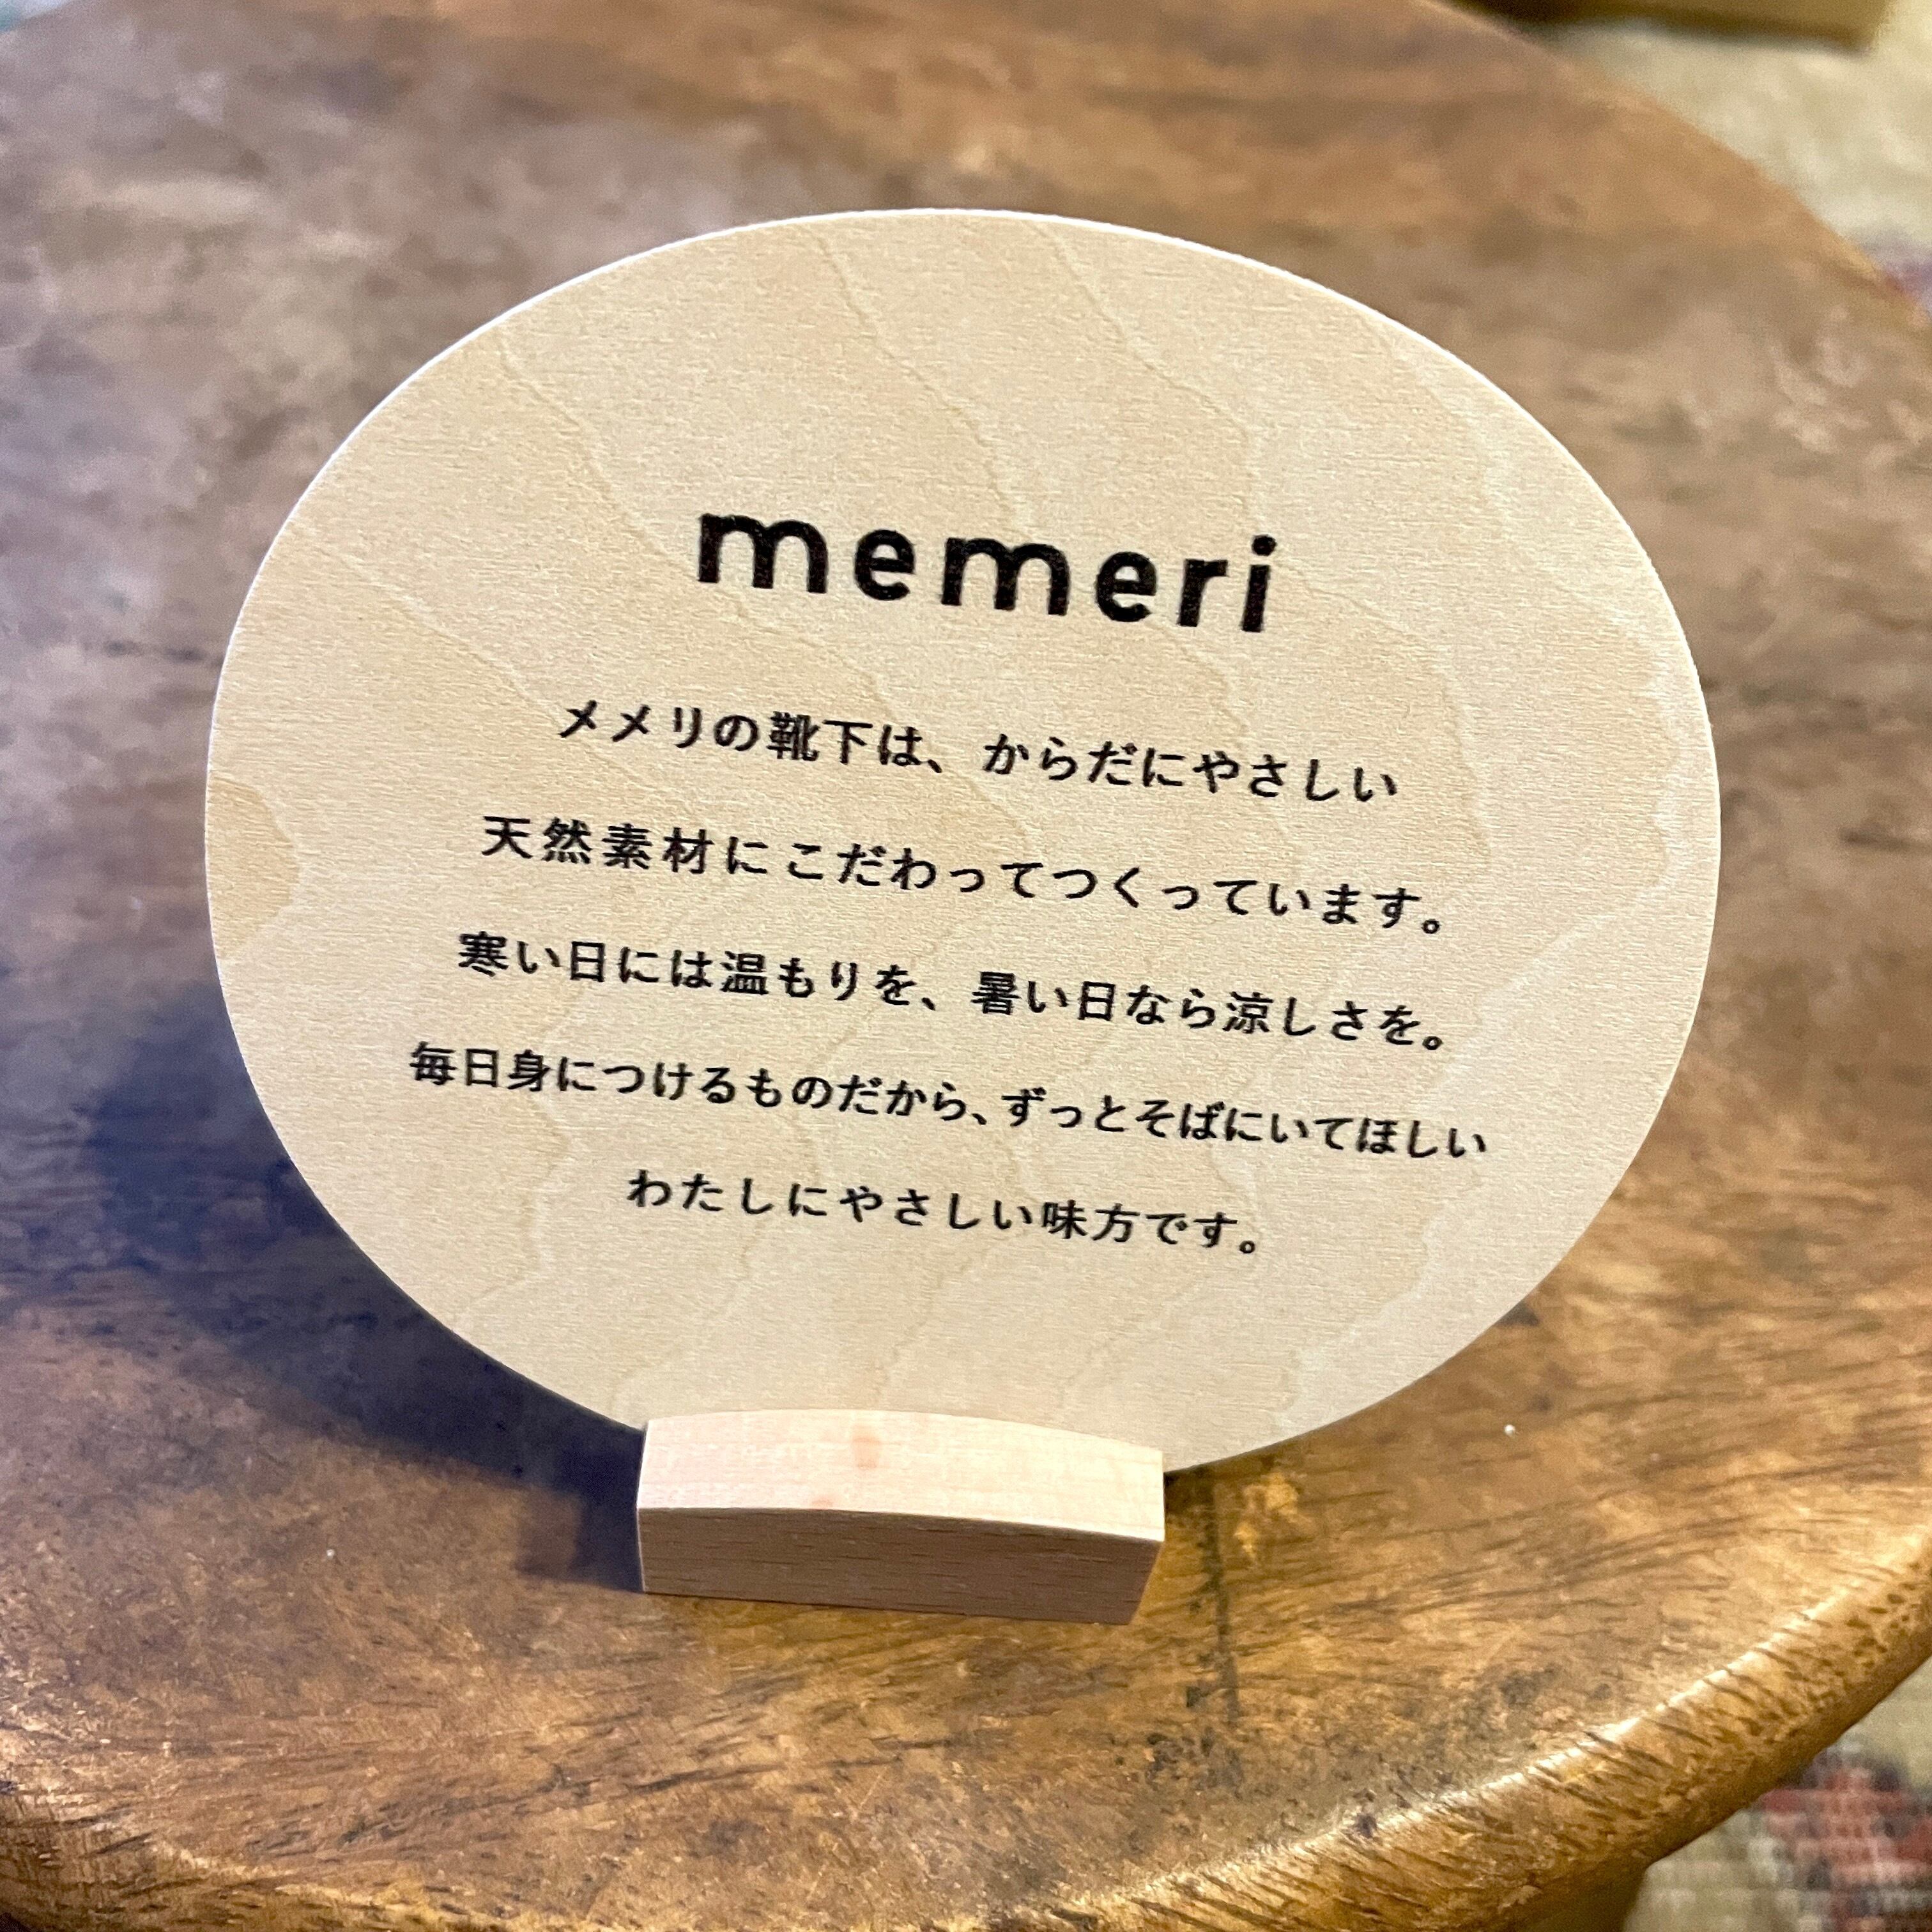 memeri
メメリの靴下は、からだにやさしい
天然素材にこだわってつくっています。
寒い日には温もりを、暑い日なら涼しさを。
毎日身につけるものだから、ずっとそばにいてほしい
わたしにやさしい味方です。